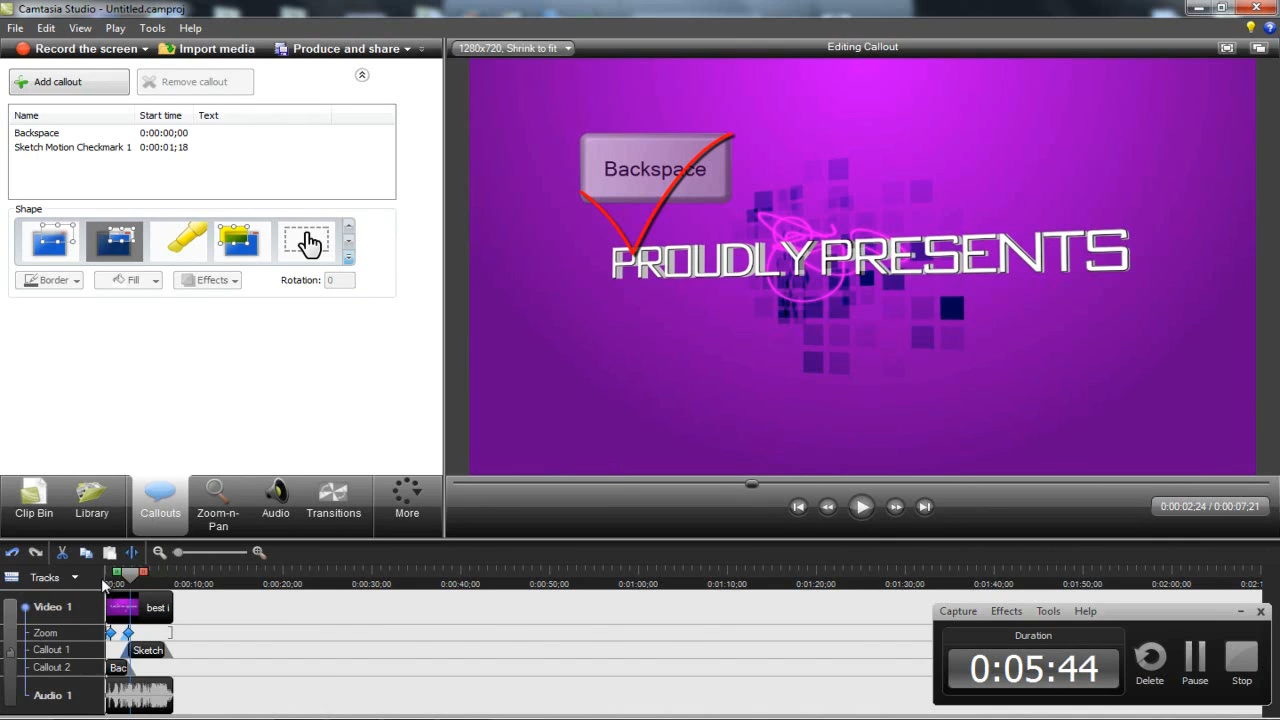 Camtasia Studio - Untitled.camproj
File Edit View Play Tools Help
Record the screen Import media Produce and share
1280x720, Shrink to fit
Editing Callout
Add callout
Remove callout
Name Start time Text
Backspace 0:00:00;00
Sketch Motion Checkmark 1 0:00:01;18
Shape
Border Fill Effects Rotation: 0
Backspace
PROUDLY PRESENTS
Clip Bin Library Callouts Zoom-n-Pan Audio Transitions More
0:00:02;24 / 0:00:07;21
Tracks
00;00 0:00:10;00 0:00:20;00 0:00:30;00 0:00:40;00 0:00:50;00 0:01:00;00 0:01:10;00 0:01:20;00 0:01:30;00 0:01:40;00 0:01:50;00 0:02:00;00 0:02:1
Video 1 best i
Zoom
Callout 1 Sketch
Callout 2 Bac
Audio 1
Capture Effects Tools Help
Duration
0:05:44
Delete Pause Stop